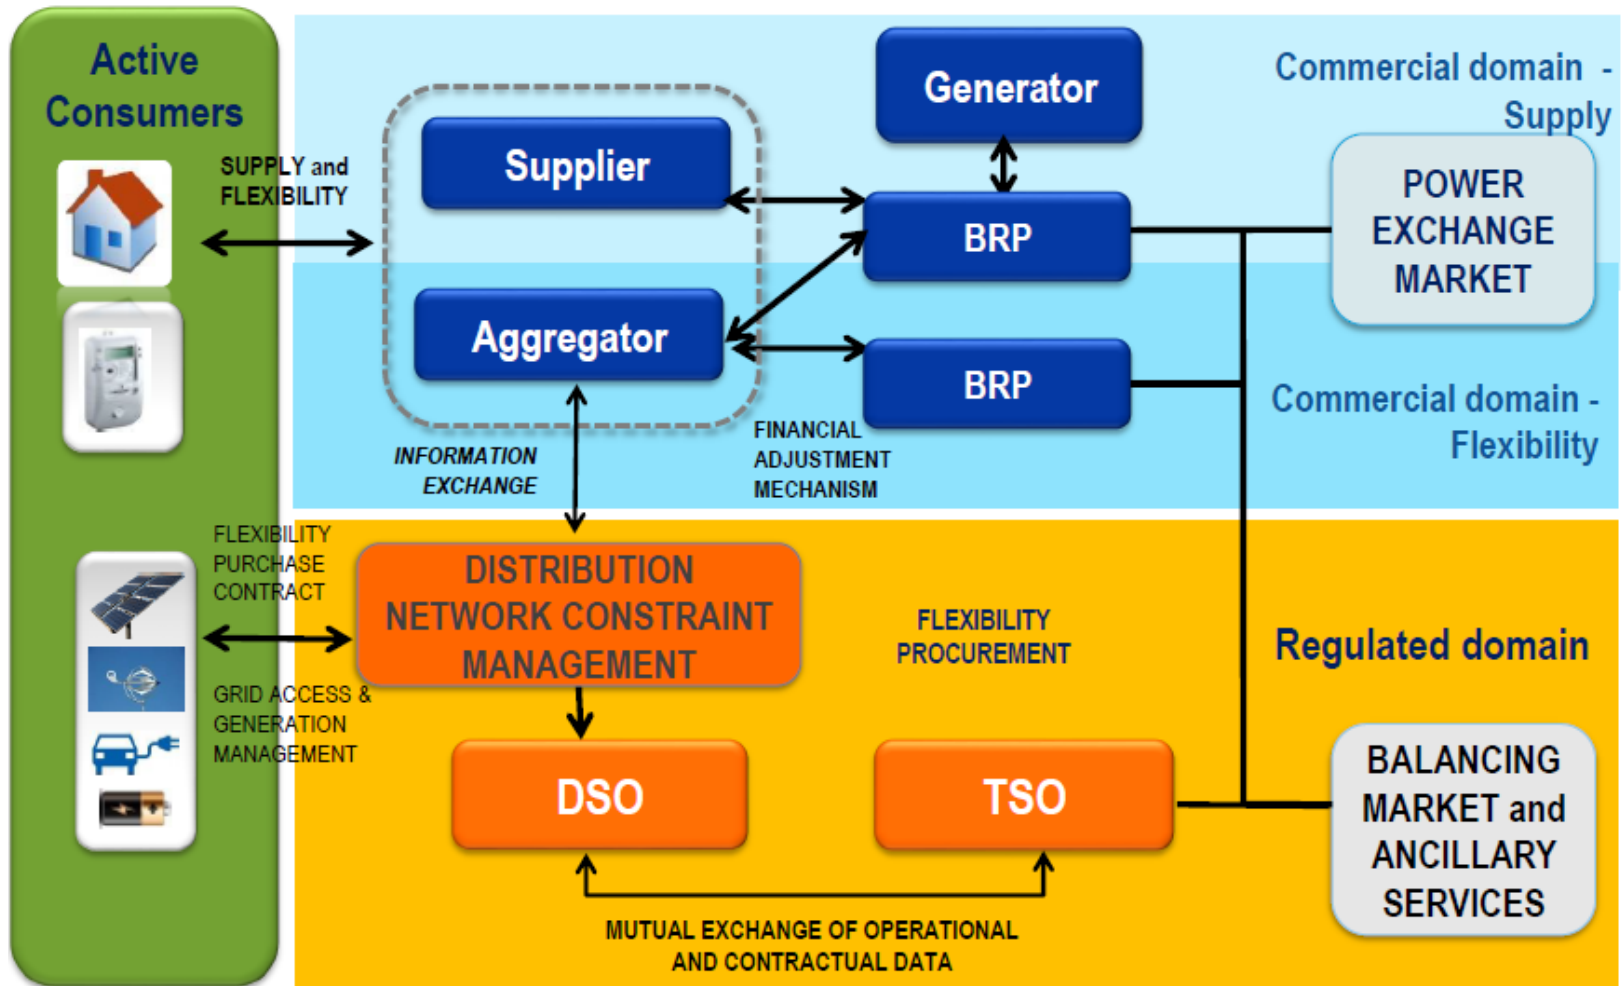 Active
Consumers
SUPPLY and
FLEXIBILITY
Supplier
Aggregator
Generator
BRP
BRP
Commercial domain -
Supply
POWER
EXCHANGE
MARKET
Commercial domain -
Flexibility
INFORMATION
EXCHANGE
FINANCIAL
ADJUSTMENT
MECHANISM
FLEXIBILITY
PURCHASE
CONTRACT
GRID ACCESS &
GENERATION
MANAGEMENT
DISTRIBUTION
NETWORK CONSTRAINT
MANAGEMENT
FLEXIBILITY
PROCUREMENT
Regulated domain
DSO
TSO
BALANCING
MARKET and
ANCILLARY
SERVICES
MUTUAL EXCHANGE OF OPERATIONAL
AND CONTRACTUAL DATA